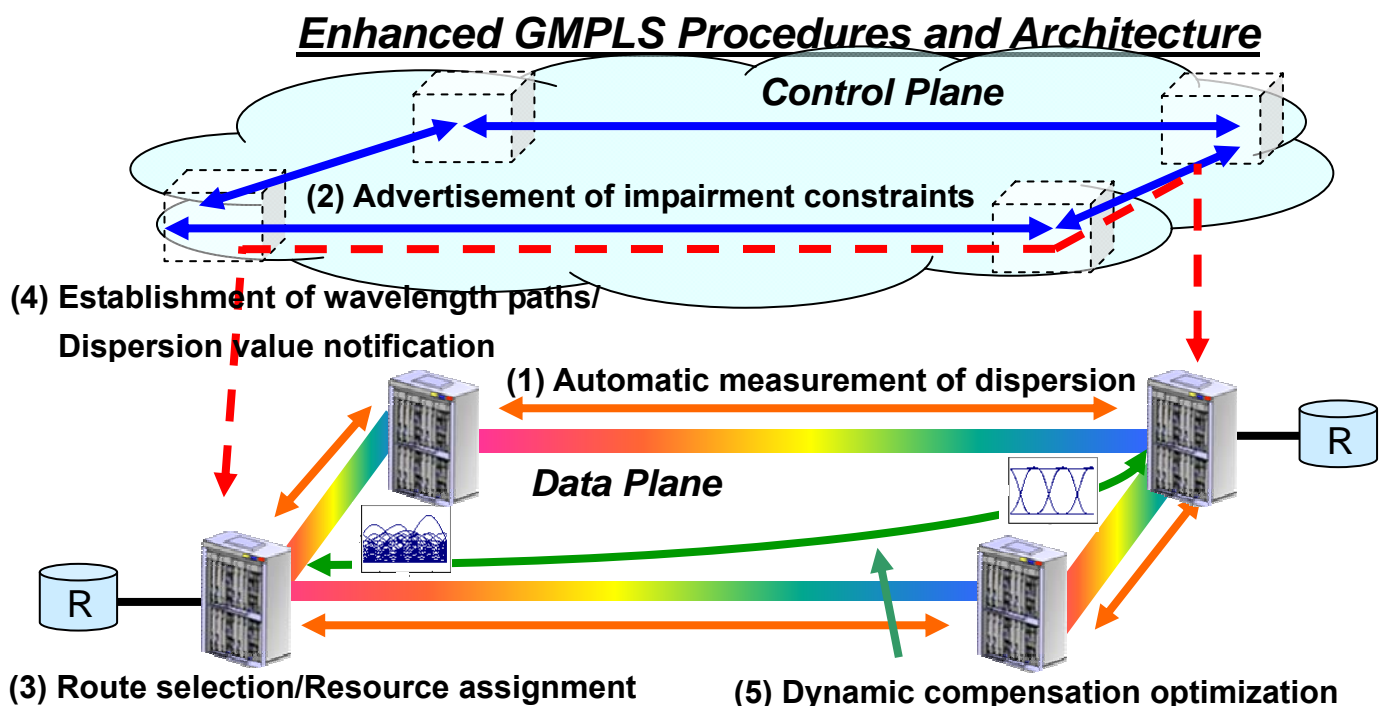 Enhanced GMPLS Procedures and Architecture
Control Plane
(2) Advertisement of impairment constraints
(4) Establishment of wavelength paths/
Dispersion value notification
(1) Automatic measurement of dispersion
R
Data Plane
R
(3) Route selection/Resource assignment
(5) Dynamic compensation optimization